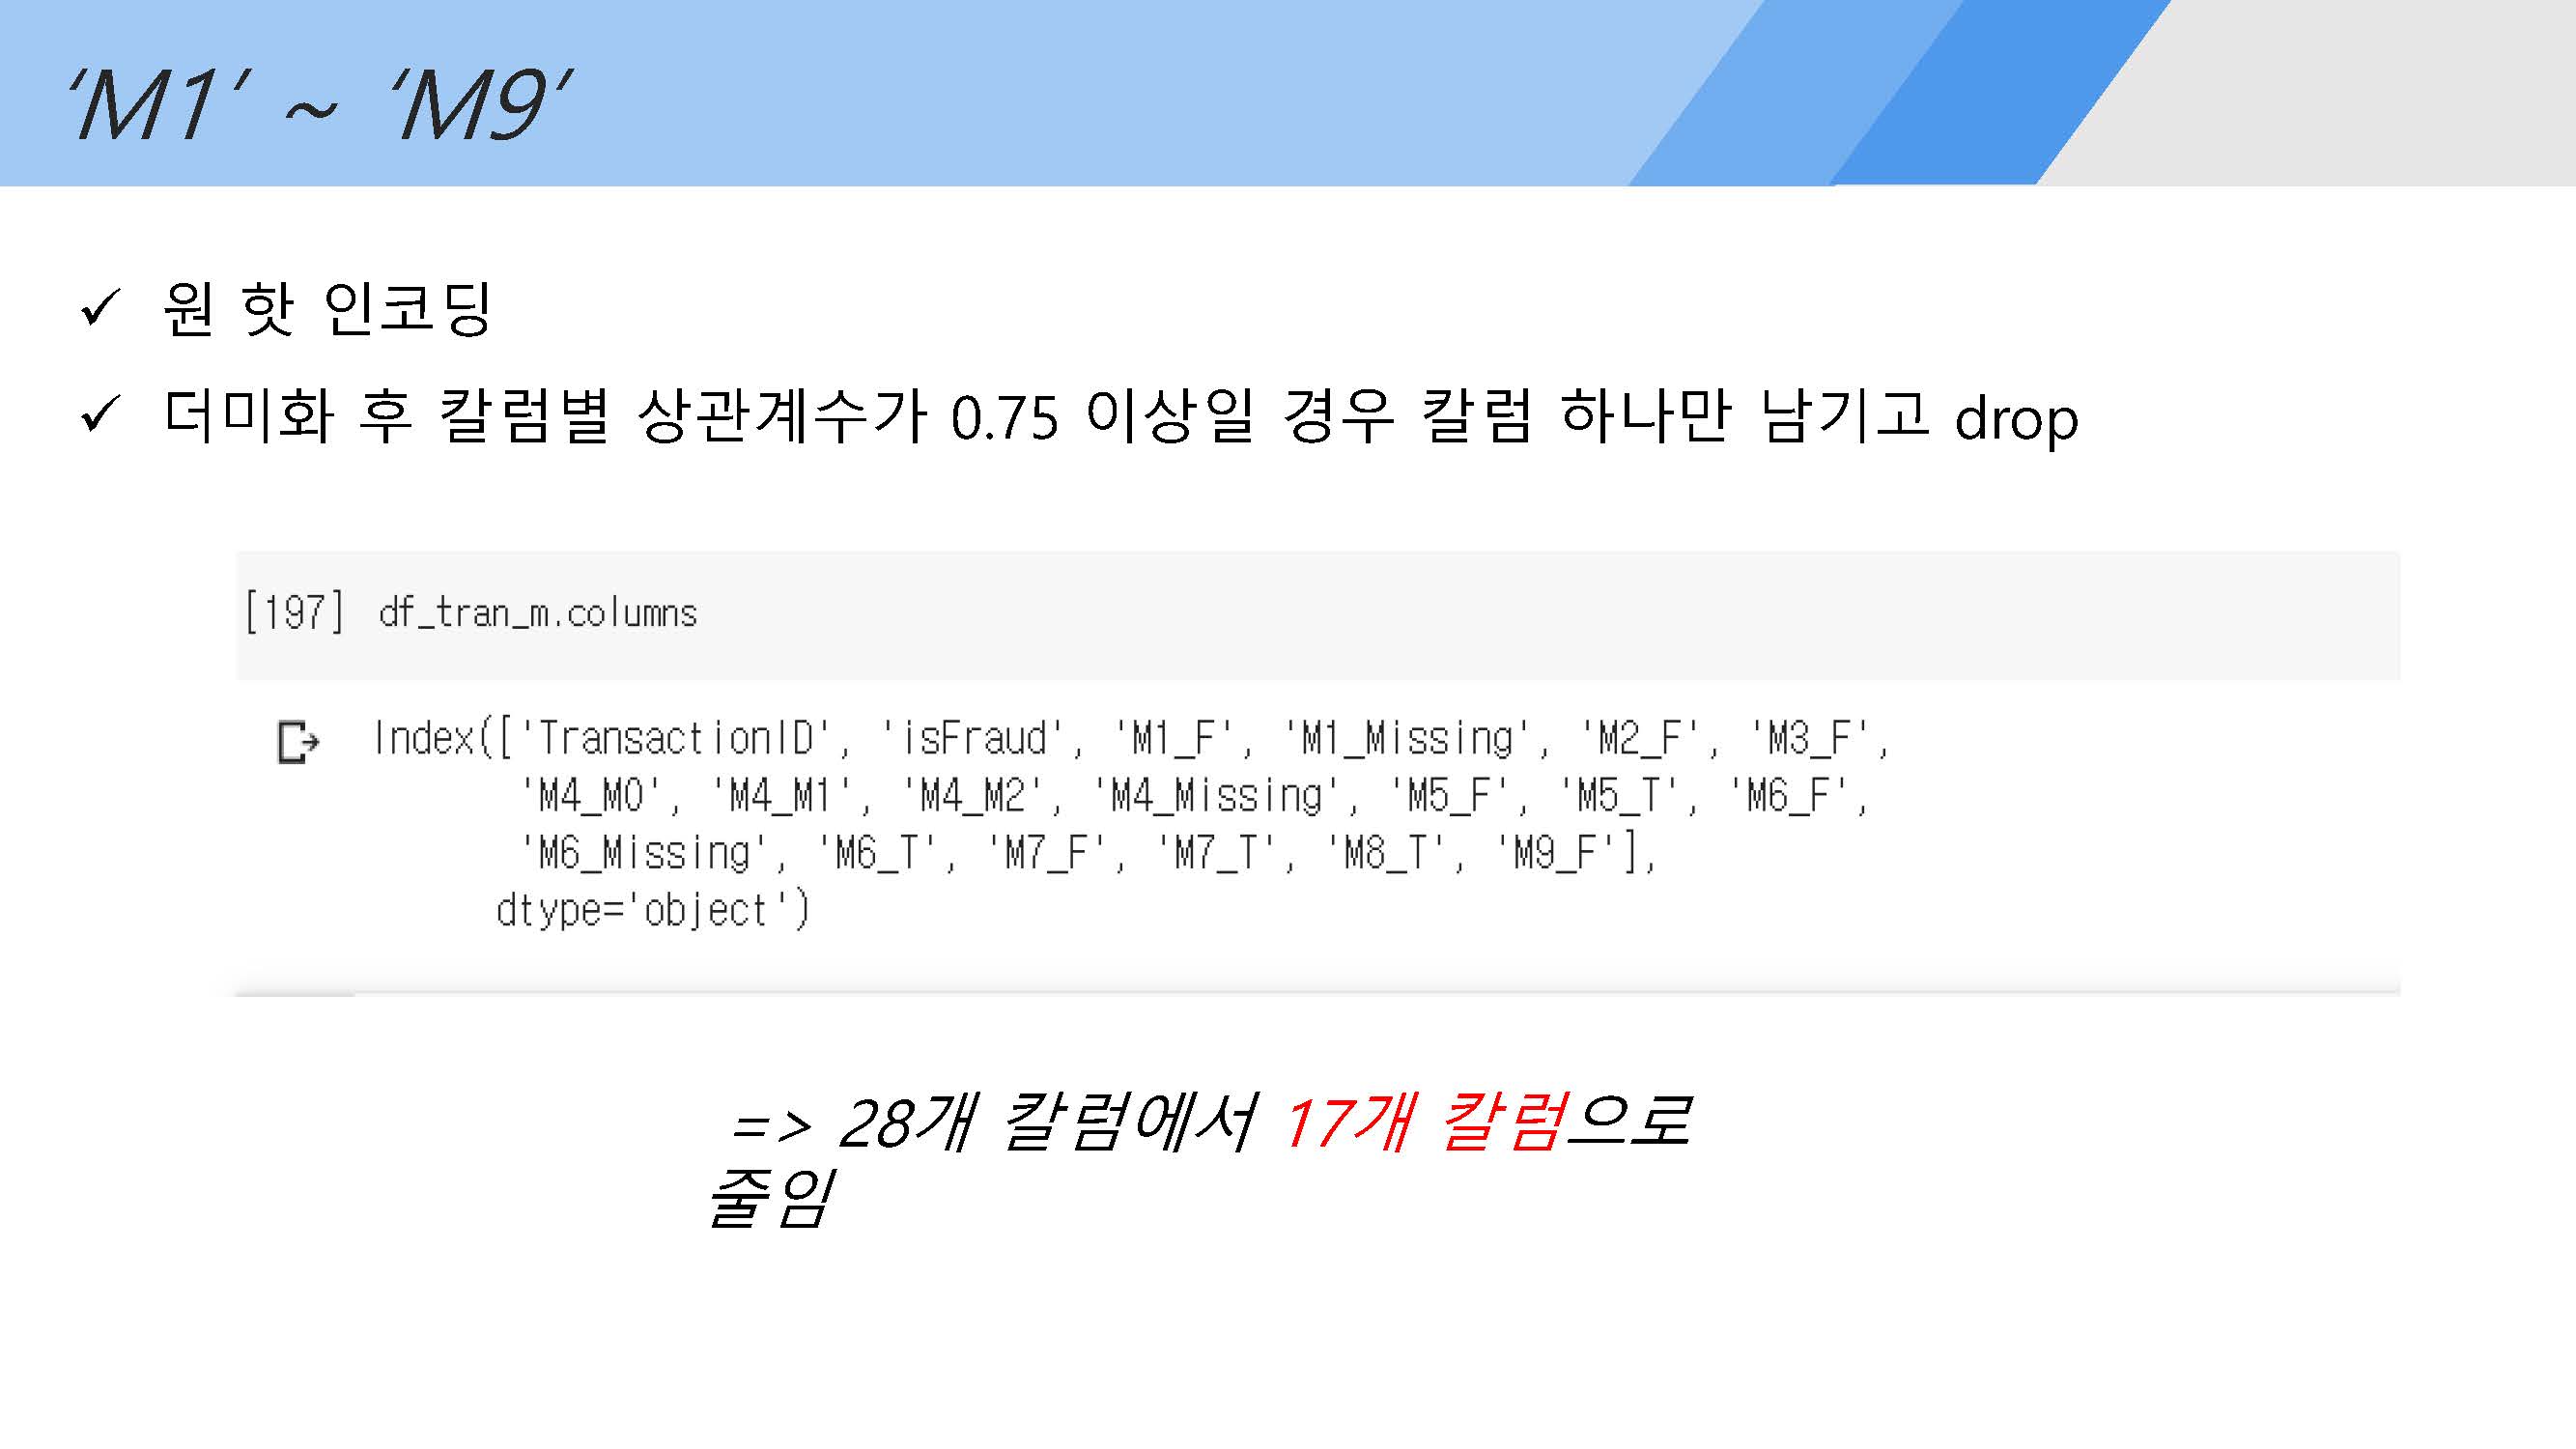 ‘M1’ ~ ‘M9’
✓ 원 핫 인코딩
✓ 더미화 후 칼럼별 상관계수가 0.75 이상일 경우 칼럼 하나만 남기고 drop
[197] df_tran_m.columns
Index(['TransactionID', 'isFraud', 'M1_F', 'M1_Missing', 'M2_F', 'M3_F',
'M4_M0', 'M4_M1', 'M4_M2', 'M4_Missing', 'M5_F', 'M5_T', 'M6_F',
'M6_Missing', 'M6_T', 'M7_F', 'M7_T', 'M8_T', 'M9_F'],
dtype='object')
=> 28개 칼럼에서 17개 칼럼으로
줄임